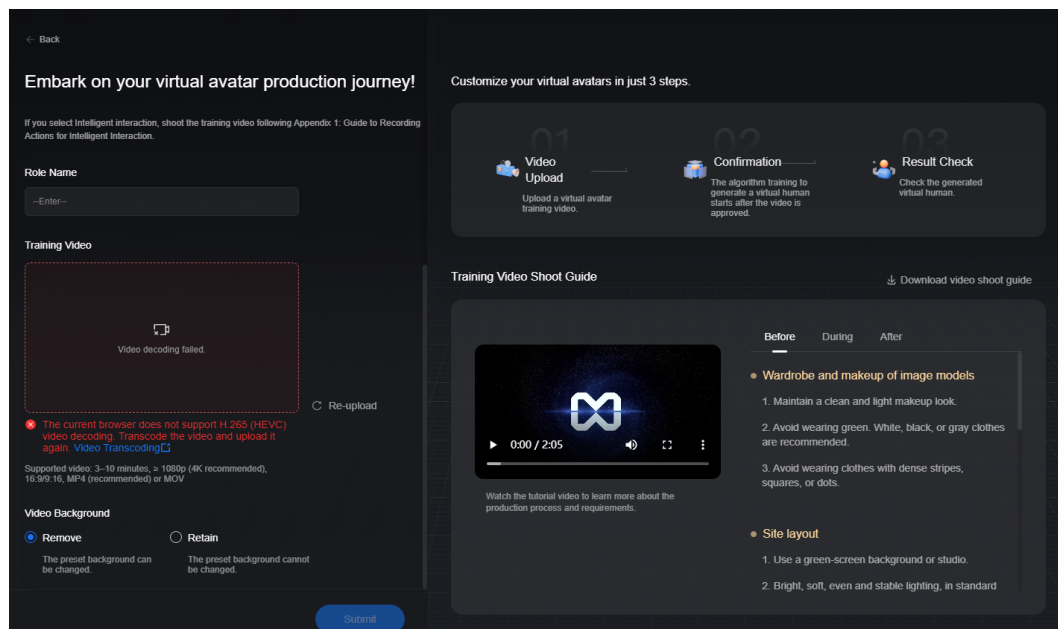 ← Back
Embark on your virtual avatar production journey!
If you select Intelligent interaction, shoot the training video following Appendix 1: Guide to Recording
Actions for Intelligent Interaction.
Role Name
--Enter--
Training Video
Video decoding failed.
Re-upload
The current browser does not support H.265 (HEVC)
video decoding. Transcode the video and upload it
again. Video Transcoding
Supported video: 3–10 minutes, ≥ 1080p (4K recommended),
16:9/9:16, MP4 (recommended) or MOV
Video Background
Remove
The preset background can
be changed.
Retain
The preset background cannot
be changed.
Submit
Customize your virtual avatars in just 3 steps.
01
Video
Upload
Upload a virtual avatar
training video.
02
Confirmation
The algorithm training to
generate a virtual human
starts after the video is
approved.
03
Result Check
Check the generated
virtual human.
Training Video Shoot Guide
Download video shoot guide
0:00 / 2:05
Watch the tutorial video to learn more about the
production process and requirements.
Before During After
Wardrobe and makeup of image models
1. Maintain a clean and light makeup look.
2. Avoid wearing green. White, black, or gray clothes
are recommended.
3. Avoid wearing clothes with dense stripes,
squares, or dots.
Site layout
1. Use a green-screen background or studio.
2. Bright, soft, even and stable lighting, in standard